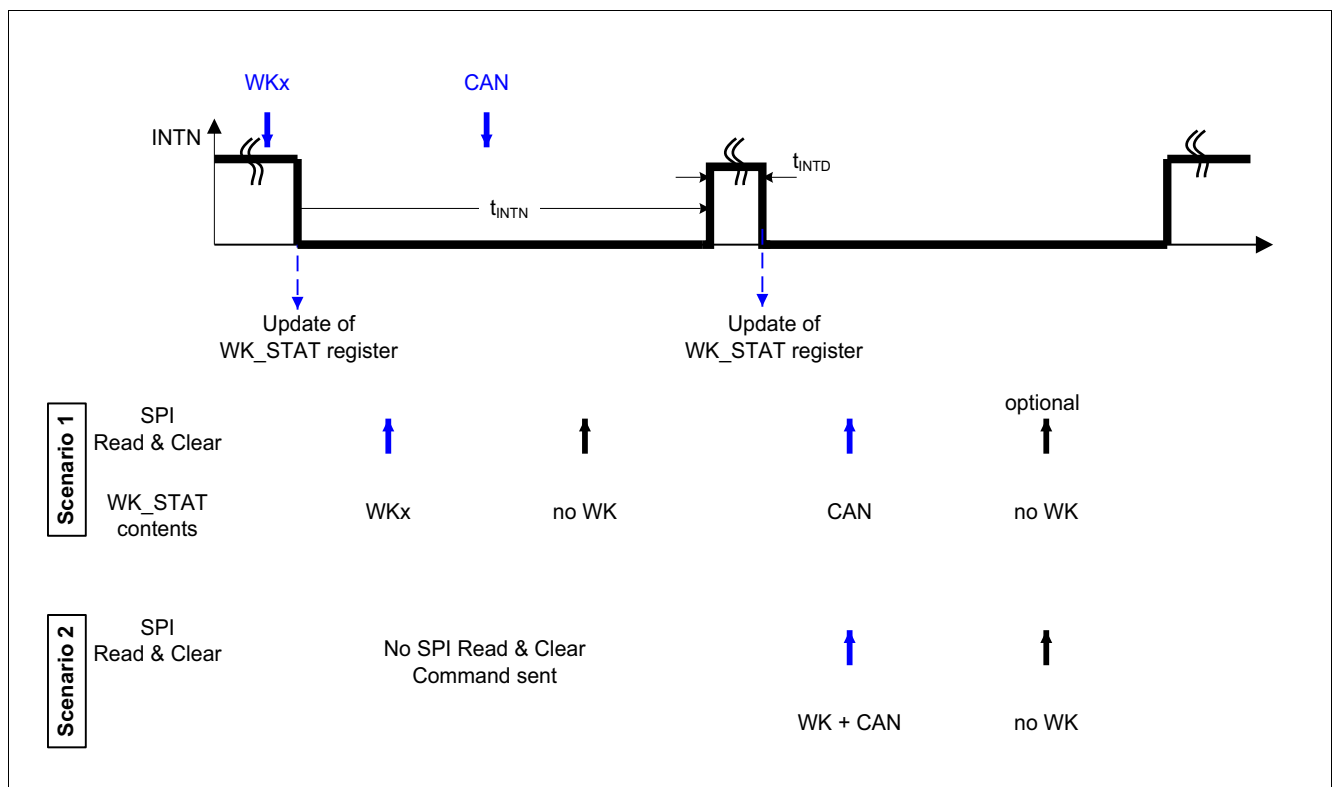 WKx
CAN
INTN
tINTD
tINTN
Update of
WK_STAT register
Update of
WK_STAT register
Scenario 1
SPI
Read & Clear
optional
WK_STAT
contents
WKx
no WK
CAN
no WK
Scenario 2
SPI
Read & Clear
No SPI Read & Clear
Command sent
WK + CAN
no WK